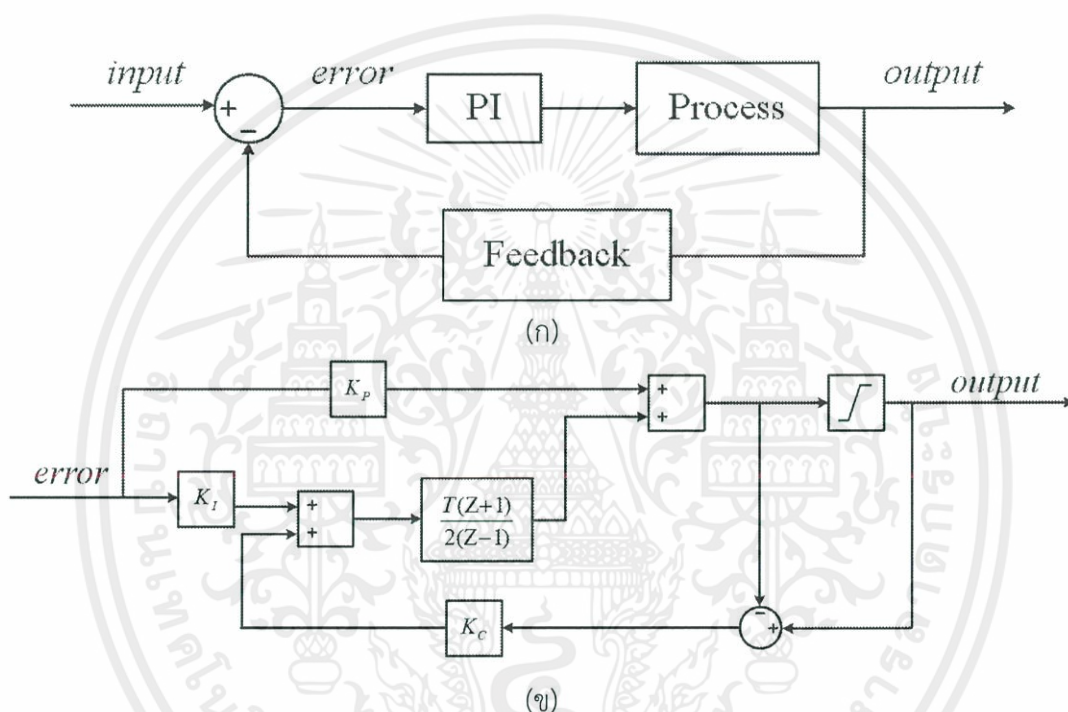 input
error
output
+
−
PI
Process
Feedback
(ก)
K_P
+
+
output
error
K_I
+
+
T(Z+1)
2(Z−1)
K_C
−
+
(ข)